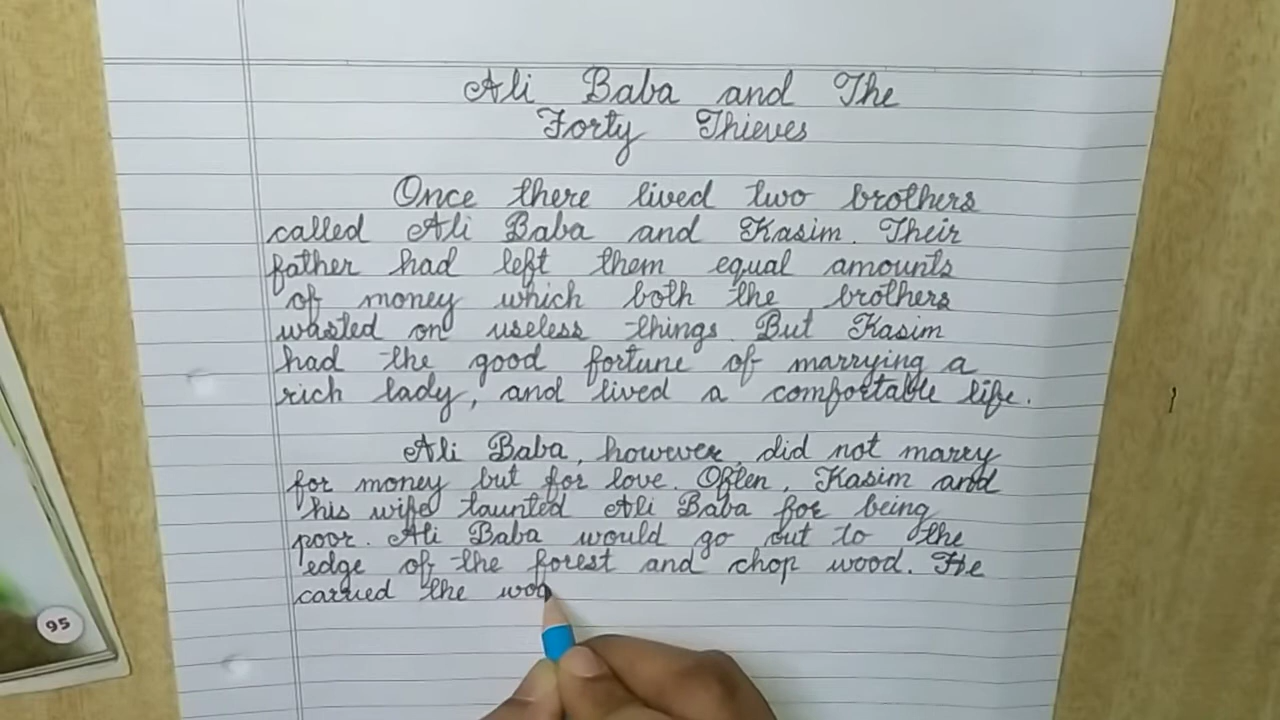 Ali Baba and The
Forty Thieves
Once there lived two brothers
called Ali Baba and Kasim. Their
father had left them equal amounts
of money which both the brothers
wasted on useless things. But Kasim
had the good fortune of marrying a
rich lady, and lived a comfortable life.
Ali Baba, however, did not marry
for money but for love. Often, Kasim and
his wife taunted Ali Baba for being
poor. Ali Baba would go out to the
edge of the forest and chop wood. He
carried the woo
95